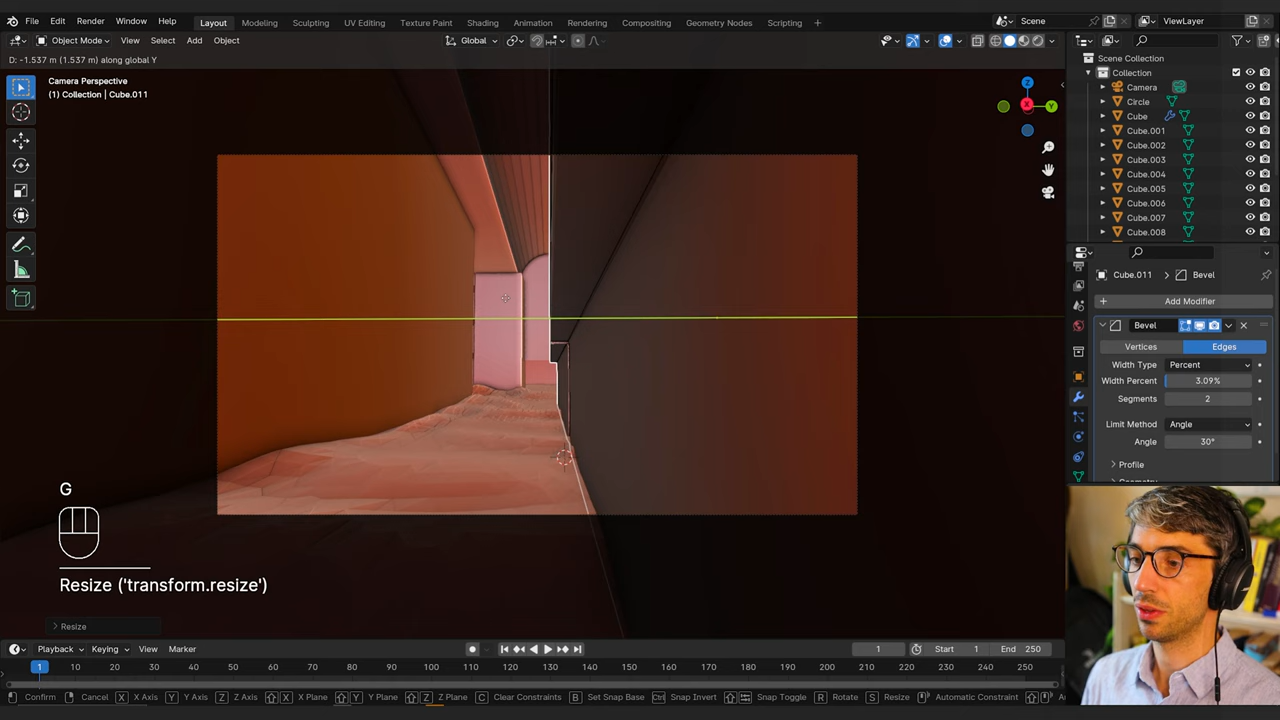 File Edit Render Window Help Layout Modeling Sculpting UV Editing Texture Paint Shading Animation Rendering Compositing Geometry Nodes Scripting + Scene ViewLayer
Object Mode View Select Add Object Global
D: -1.537 m (1.537 m) along global Y
Camera Perspective
(1) Collection | Cube.011
Z
X
Y
Scene Collection
Collection
Camera
Circle
Cube
Cube.001
Cube.002
Cube.003
Cube.004
Cube.005
Cube.006
Cube.007
Cube.008
Cube.011 > Bevel
+ Add Modifier
Bevel
Vertices Edges
Width Type Percent
Width Percent 3.09%
Segments 2
Limit Method Angle
Angle 30°
Profile
G
Resize ('transform.resize')
Resize
Playback Keying View Marker 1 Start 1 End 250
1 10 20 30 40 50 60 70 80 90 100 110 120 130 140 150 160 170 180 190 200 210 220 230 240 250
Confirm Cancel X X Axis Y Y Axis Z Z Axis X X Plane Y Y Plane Z Z Plane C Clear Constraints B Set Snap Base Ctrl Snap Invert Snap Toggle R Rotate S Resize Automatic Constraint